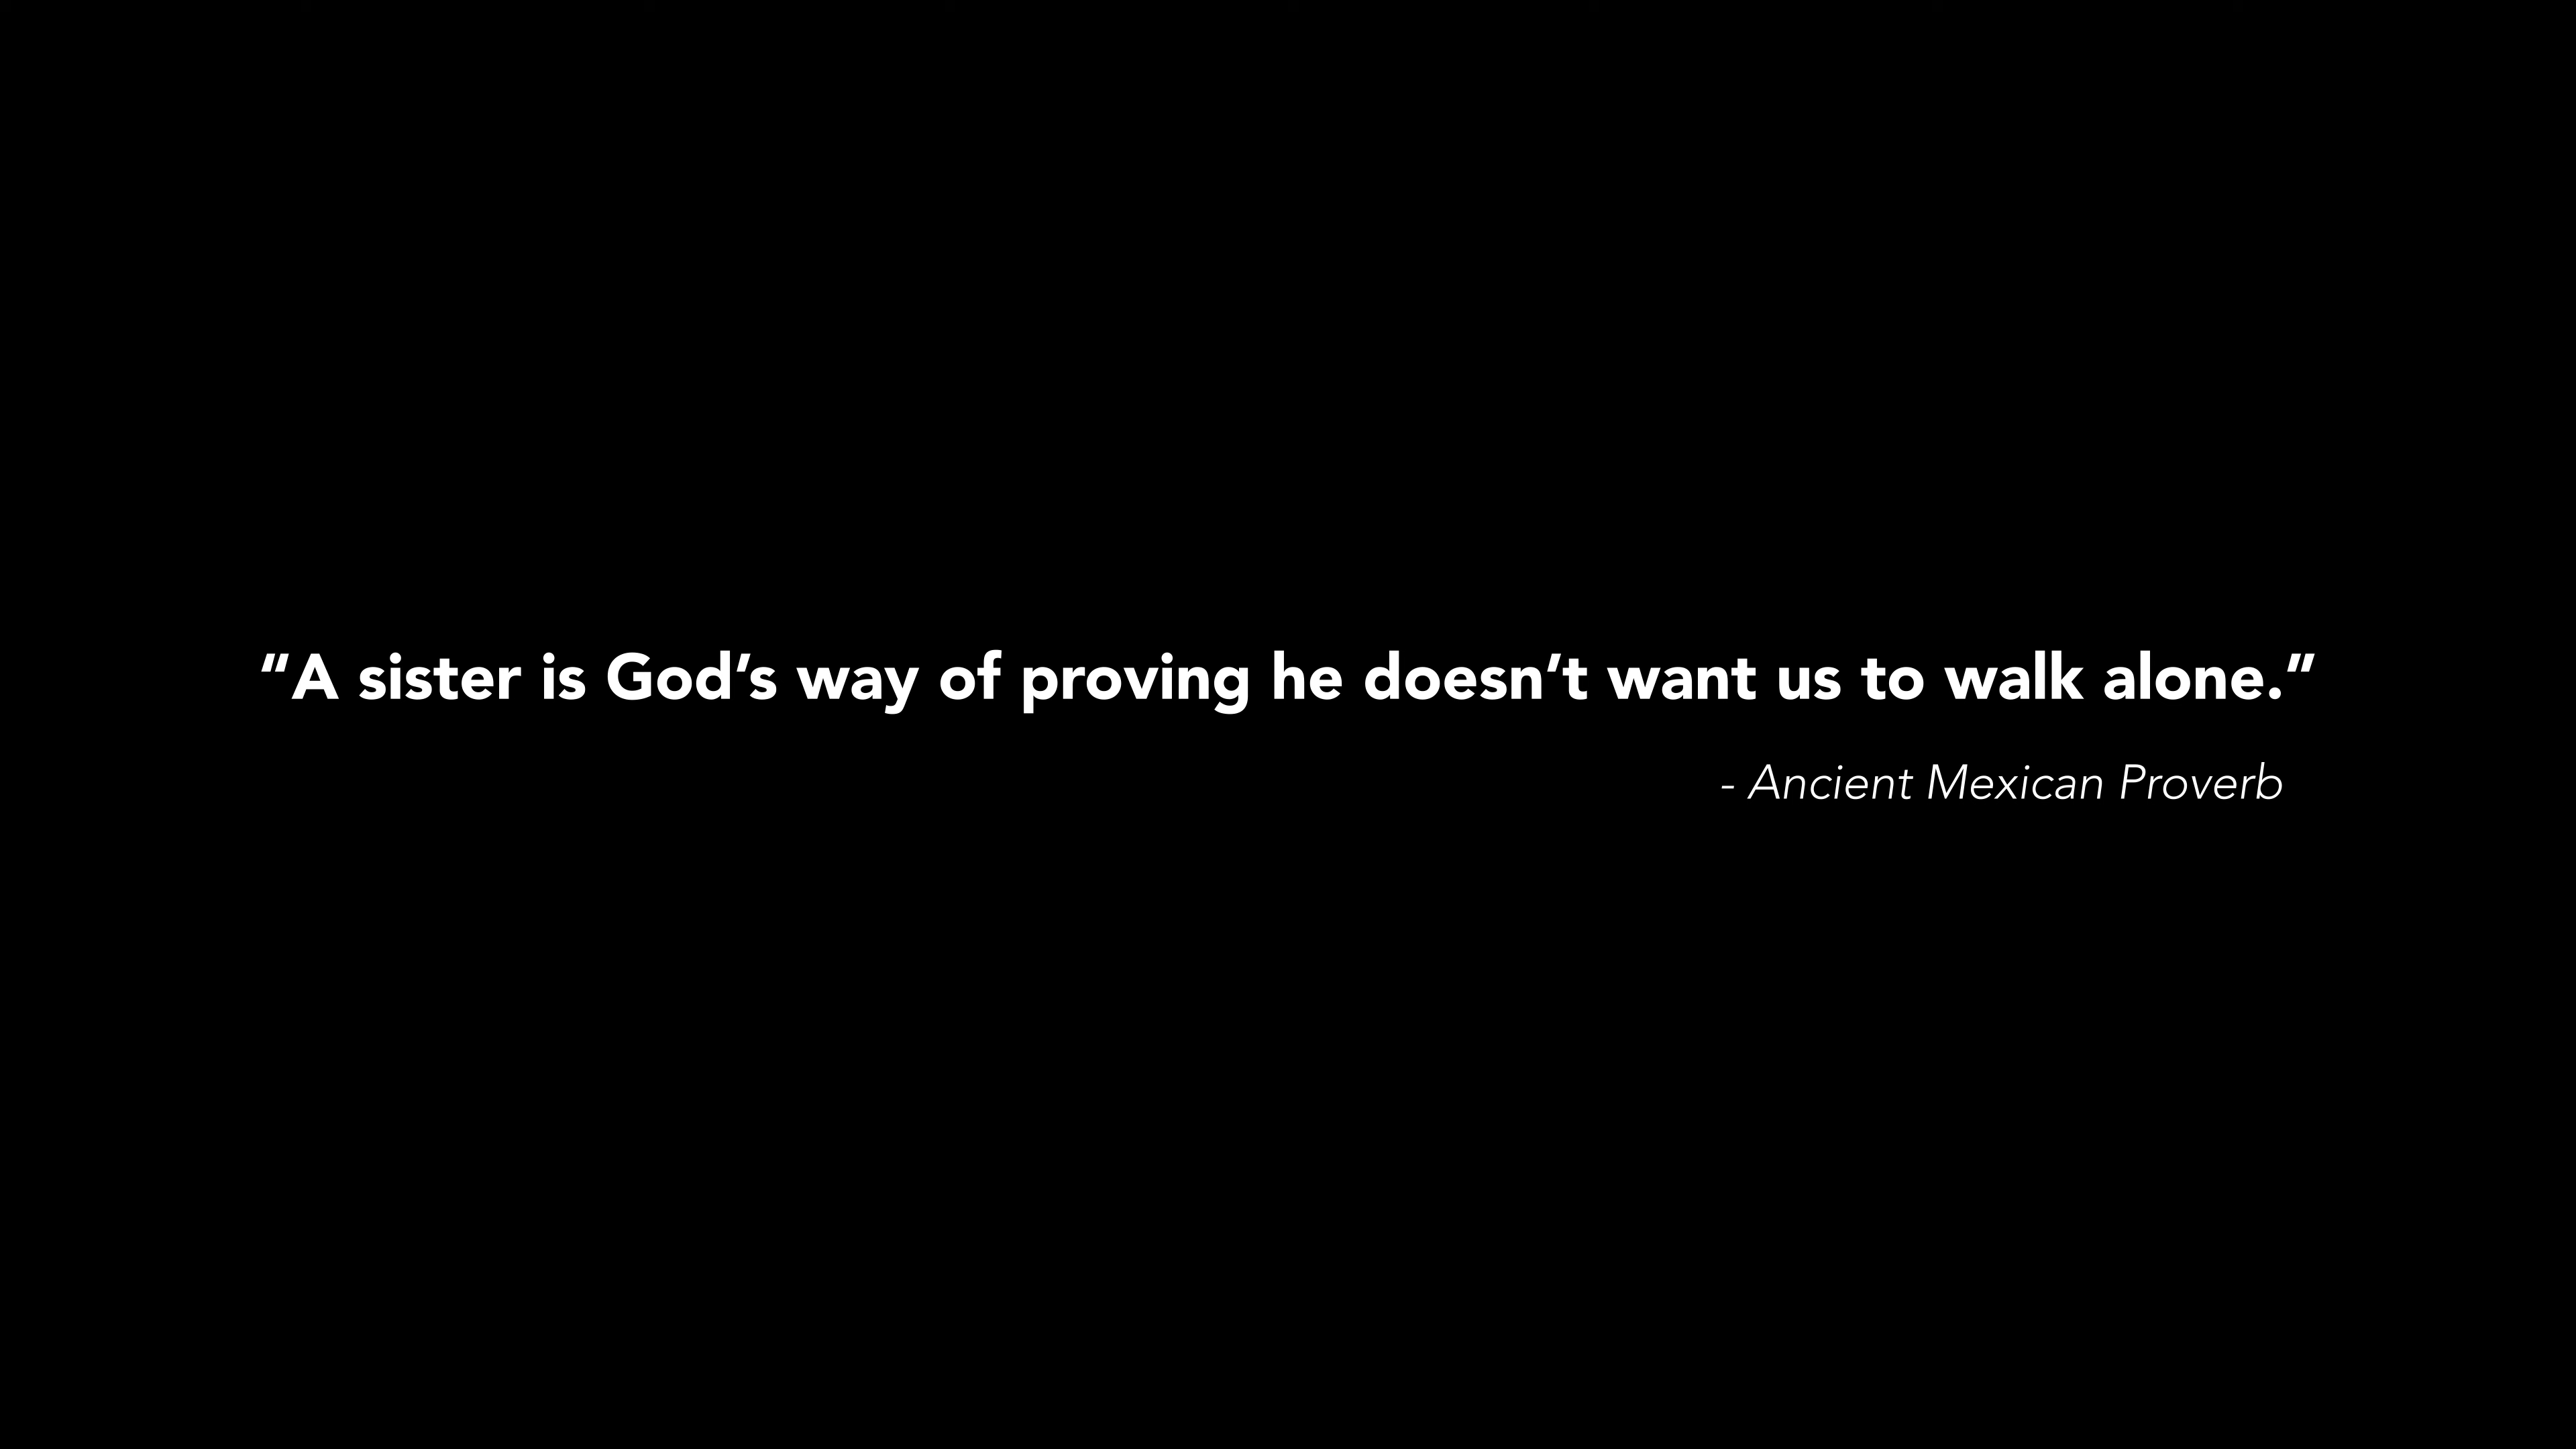 “A sister is God’s way of proving he doesn’t want us to walk alone.”
- Ancient Mexican Proverb